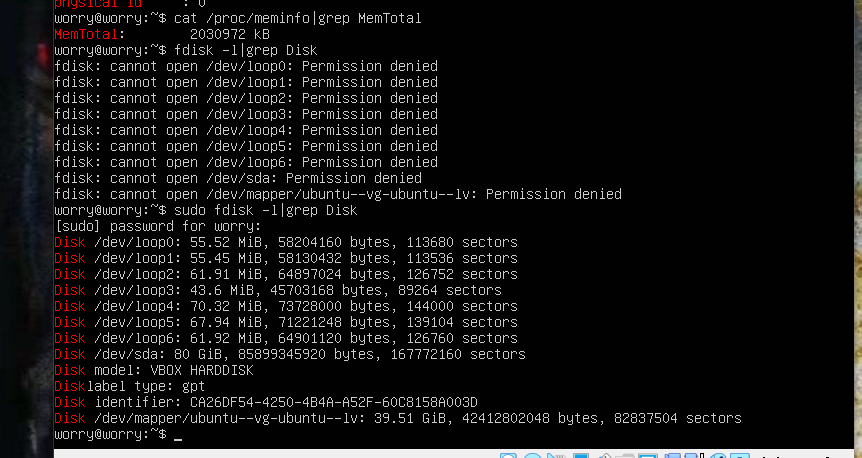 physical id     : 0
worry@worry:~$ cat /proc/meminfo|grep MemTotal
MemTotal:        2030972 kB
worry@worry:~$ fdisk -l|grep Disk
fdisk: cannot open /dev/loop0: Permission denied
fdisk: cannot open /dev/loop1: Permission denied
fdisk: cannot open /dev/loop2: Permission denied
fdisk: cannot open /dev/loop3: Permission denied
fdisk: cannot open /dev/loop4: Permission denied
fdisk: cannot open /dev/loop5: Permission denied
fdisk: cannot open /dev/loop6: Permission denied
fdisk: cannot open /dev/sda: Permission denied
fdisk: cannot open /dev/mapper/ubuntu--vg-ubuntu--lv: Permission denied
worry@worry:~$ sudo fdisk -l|grep Disk
[sudo] password for worry:
Disk /dev/loop0: 55.52 MiB, 58204160 bytes, 113680 sectors
Disk /dev/loop1: 55.45 MiB, 58130432 bytes, 113536 sectors
Disk /dev/loop2: 61.91 MiB, 64897024 bytes, 126752 sectors
Disk /dev/loop3: 43.6 MiB, 45703168 bytes, 89264 sectors
Disk /dev/loop4: 70.32 MiB, 73728000 bytes, 144000 sectors
Disk /dev/loop5: 67.94 MiB, 71221248 bytes, 139104 sectors
Disk /dev/loop6: 61.92 MiB, 64901120 bytes, 126760 sectors
Disk /dev/sda: 80 GiB, 85899345920 bytes, 167772160 sectors
Disk model: VBOX HARDDISK
Disklabel type: gpt
Disk identifier: CA26DF54-4250-4B4A-A52F-60C8158A003D
Disk /dev/mapper/ubuntu--vg-ubuntu--lv: 39.51 GiB, 42412802048 bytes, 82837504 sectors
worry@worry:~$ _